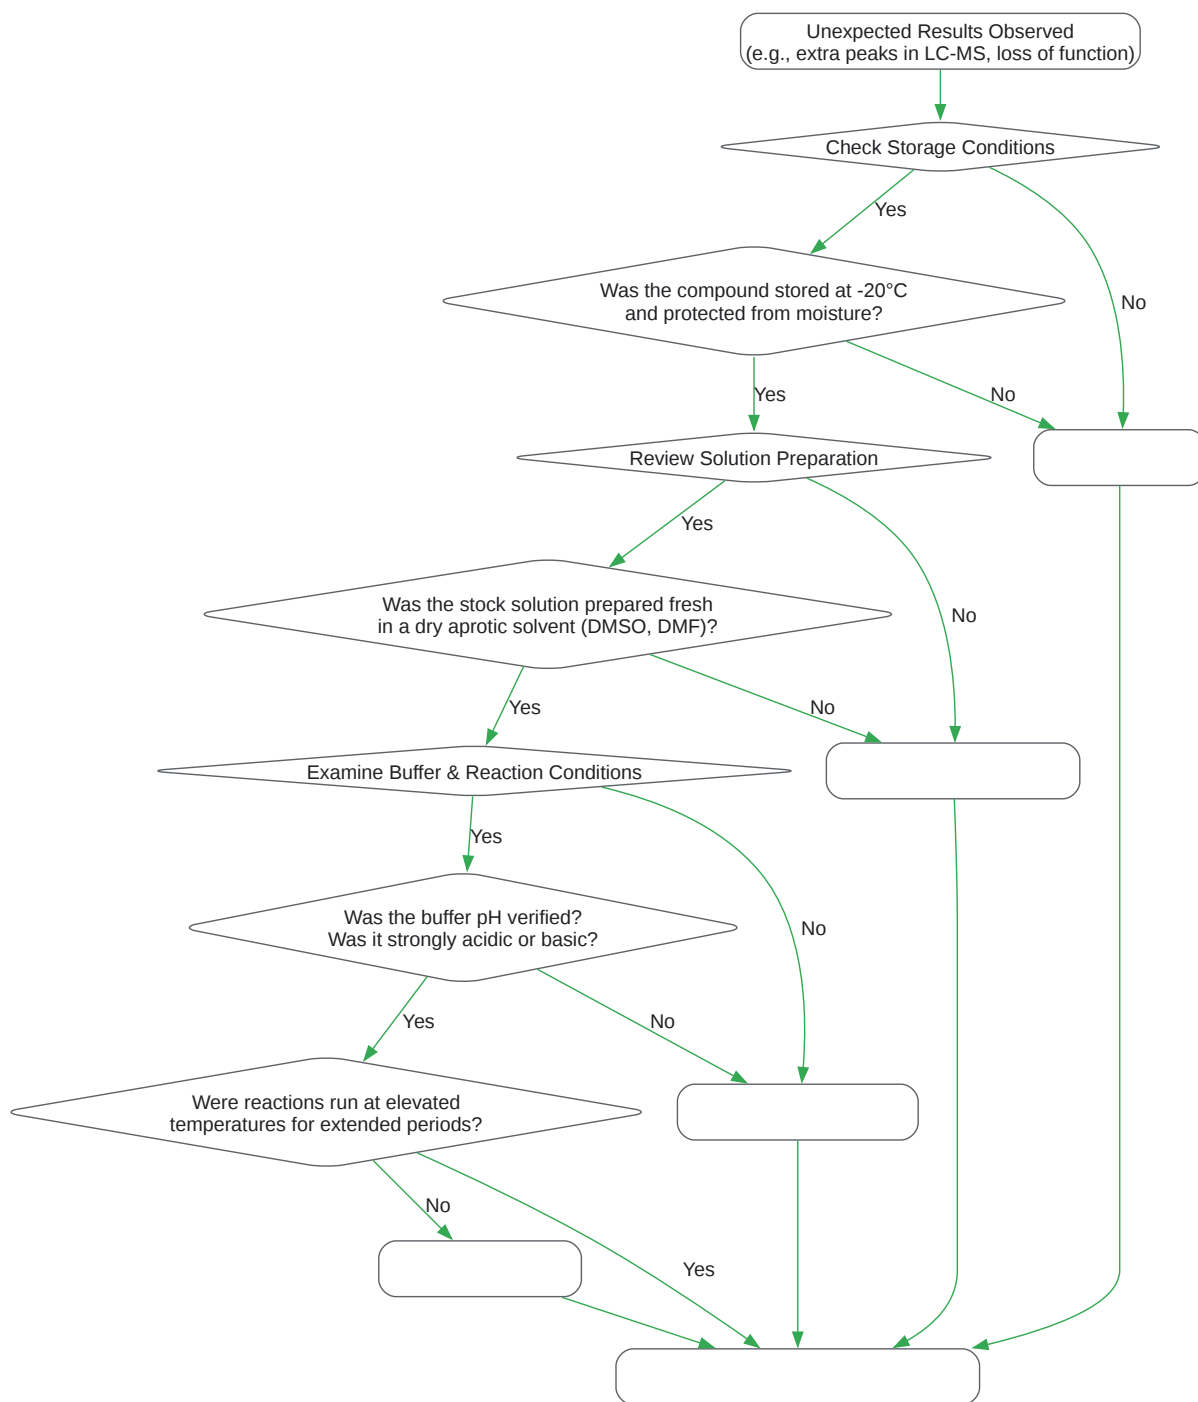 Unexpected Results Observed
(e.g., extra peaks in LC-MS, loss of function)
Check Storage Conditions
Yes
No
Was the compound stored at -20°C
and protected from moisture?
Yes
No
Review Solution Preparation
Yes
No
Was the stock solution prepared fresh
in a dry aprotic solvent (DMSO, DMF)?
Yes
No
Examine Buffer & Reaction Conditions
Yes
No
Was the buffer pH verified?
Was it strongly acidic or basic?
Yes
No
Were reactions run at elevated
temperatures for extended periods?
No
Yes